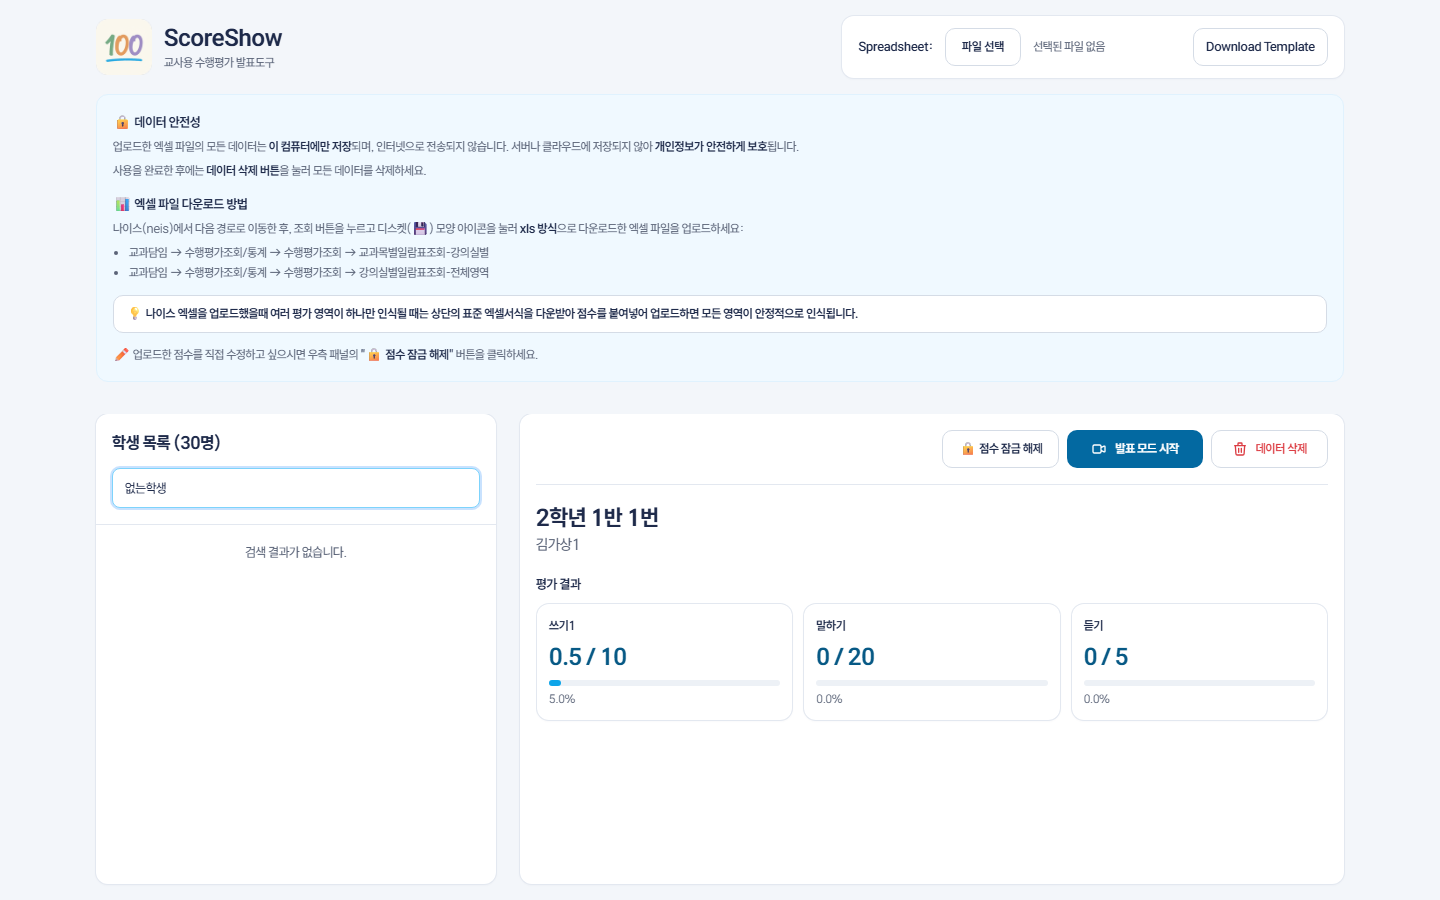 100
ScoreShow
교사용 수행평가 발표도구
Spreadsheet:
파일 선택
선택된 파일 없음
Download Template
데이터 안전성
업로드한 엑셀 파일의 모든 데이터는 이 컴퓨터에만 저장되며, 인터넷으로 전송되지 않습니다. 서버나 클라우드에 저장되지 않아 개인정보가 안전하게 보호됩니다.
사용을 완료한 후에는 데이터 삭제 버튼을 눌러 모든 데이터를 삭제하세요.
엑셀 파일 다운로드 방법
나이스(neis)에서 다음 경로로 이동한 후, 조회 버튼을 누르고 디스켓( 💾 ) 모양 아이콘을 눌러 xls 방식으로 다운로드한 엑셀 파일을 업로드하세요:
• 교과담임 → 수행평가조회/통계 → 수행평가조회 → 교과목별일람표조회-강의실별
• 교과담임 → 수행평가조회/통계 → 수행평가조회 → 강의실별일람표조회-전체영역
나이스 엑셀을 업로드했을때 여러 평가 영역이 하나만 인식될 때는 상단의 표준 엑셀서식을 다운받아 점수를 붙여넣어 업로드하면 모든 영역이 안정적으로 인식됩니다.
업로드한 점수를 직접 수정하고 싶으시면 우측 패널의 "🔒 점수 잠금 해제" 버튼을 클릭하세요.
학생 목록 (30명)
없는학생
검색 결과가 없습니다.
점수 잠금 해제
발표 모드 시작
데이터 삭제
2학년 1반 1번
김가상1
평가 결과
쓰기1
0.5 / 10
5.0%
말하기
0 / 20
0.0%
듣기
0 / 5
0.0%